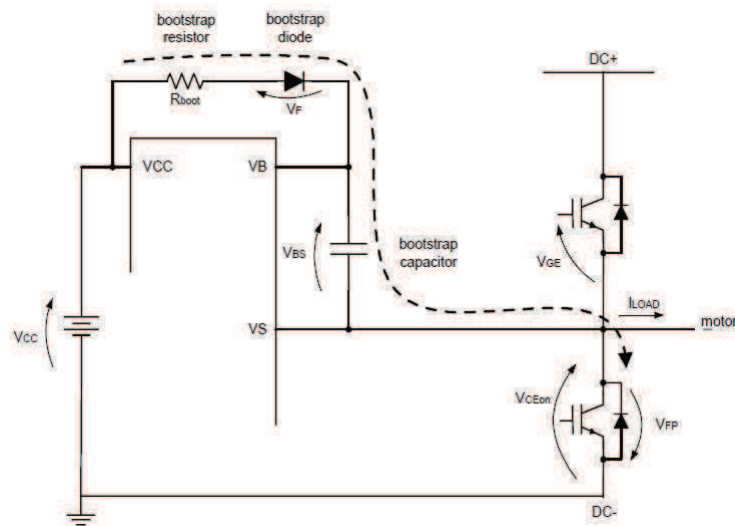 bootstrap
resistor
bootstrap
diode
DC+
Rboot
VF
VCC
VB
VGE
VBS
bootstrap
capacitor
ILOAD
VS
motor
VCC
VCEon
VFP
DC-